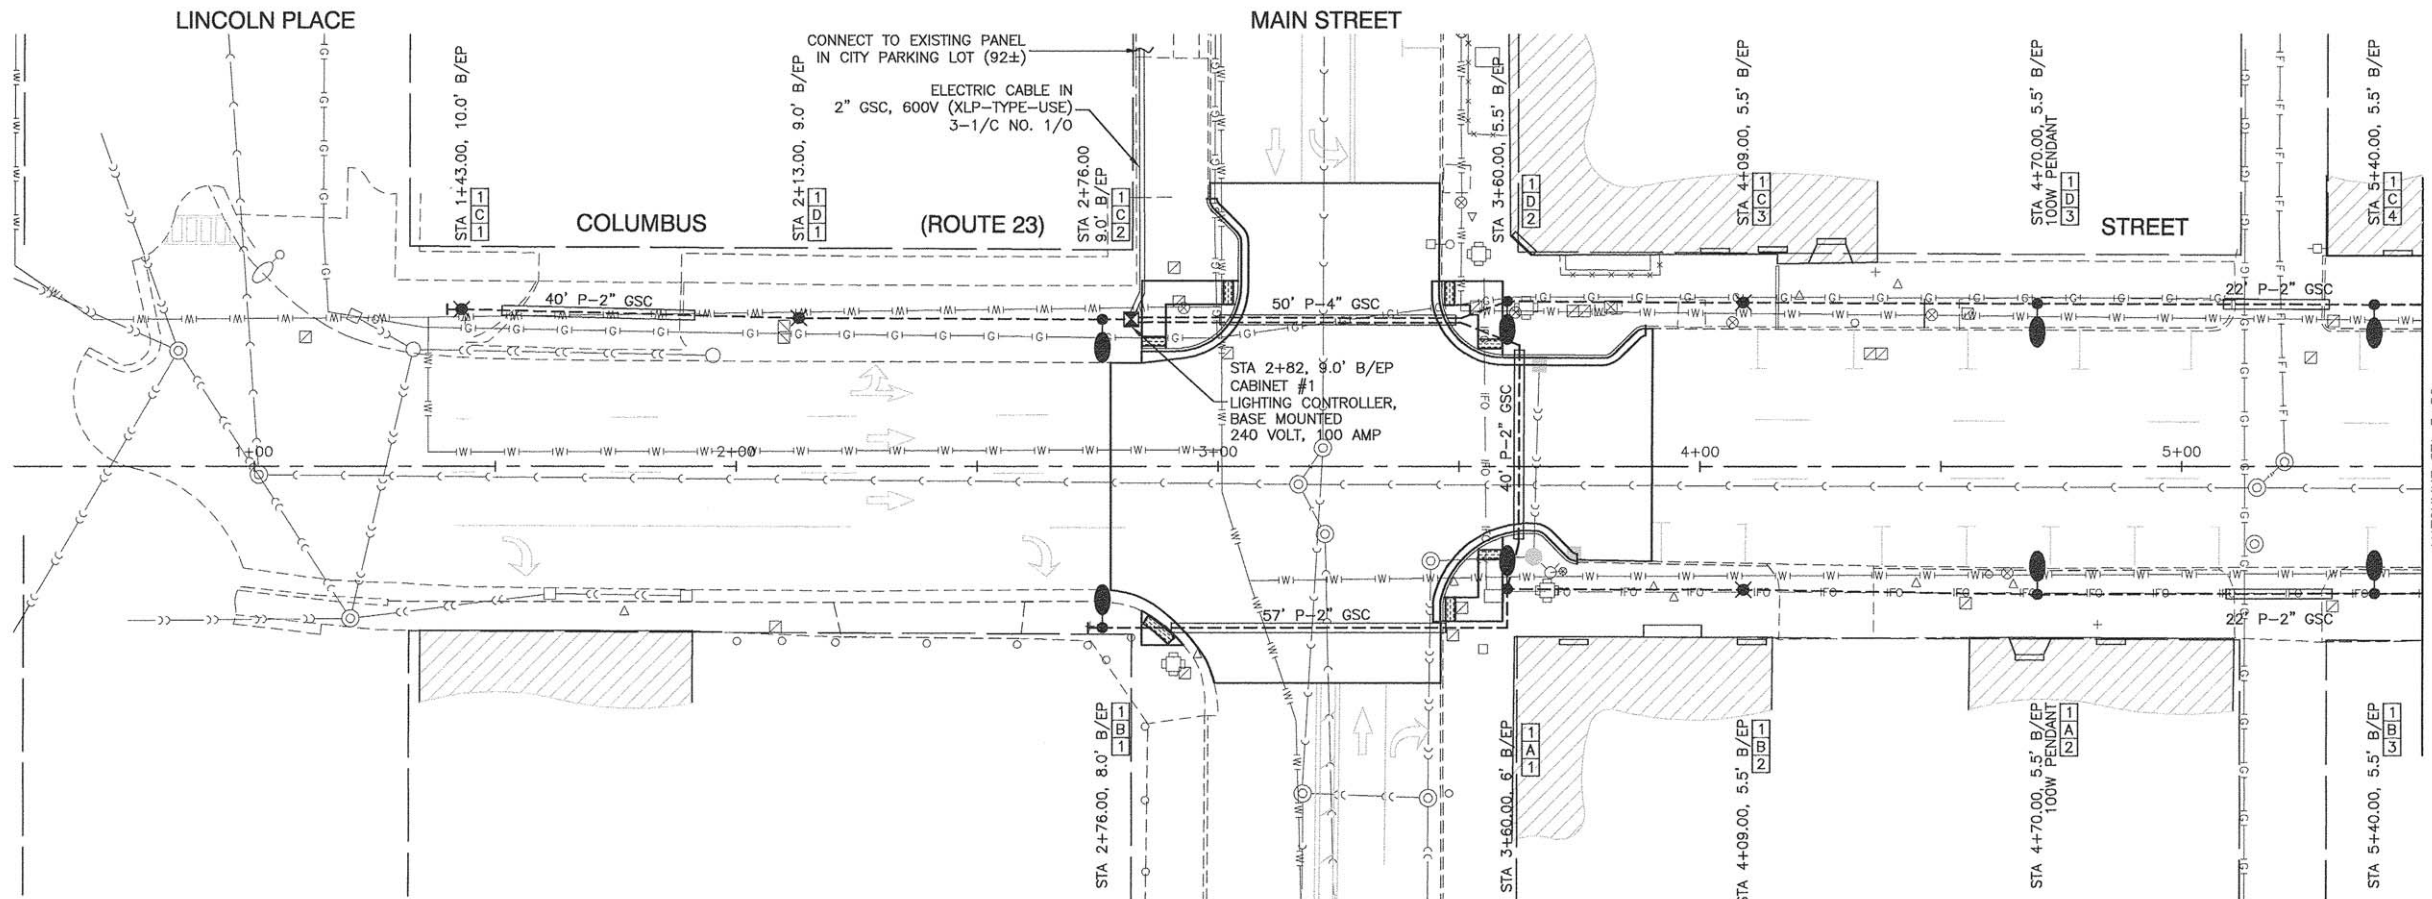 LINCOLN PLACE
MAIN STREET
CONNECT TO EXISTING PANEL
IN CITY PARKING LOT (92±)
ELECTRIC CABLE IN
2" GSC, 600V (XLP-TYPE-USE)
3-1/C NO. 1/0
STA 1+43.00, 10.0' B/EP
1
C
1
COLUMBUS
STA 2+13.00, 9.0' B/EP
1
D
1
(ROUTE 23)
STA 2+76.00
9.0' B/EP
1
C
2
STA 3+60.00, 5.5' B/EP
1
D
2
STA 4+09.00, 5.5' B/EP
1
C
3
STA 4+70.00, 5.5' B/EP
100W PENDANT
1
D
3
STREET
STA 5+40.00, 5.5' B/EP
1
C
4
40' P-2" GSC
50' P-4" GSC
22' P-2" GSC
STA 2+82, 9.0' B/EP
CABINET #1
LIGHTING CONTROLLER,
BASE MOUNTED
240 VOLT, 100 AMP
40' P-2" GSC
1+00
2+00
3+00
4+00
5+00
57' P-2" GSC
22' P-2" GSC
STA 2+76.00, 8.0' B/EP
1
B
1
STA 3+60.00, 6' B/EP
1
A
1
STA 4+09.00, 5.5' B/EP
1
B
2
STA 4+70.00, 5.5' B/EP
100W PENDANT
1
A
2
STA 5+40.00, 5.5' B/EP
1
B
3